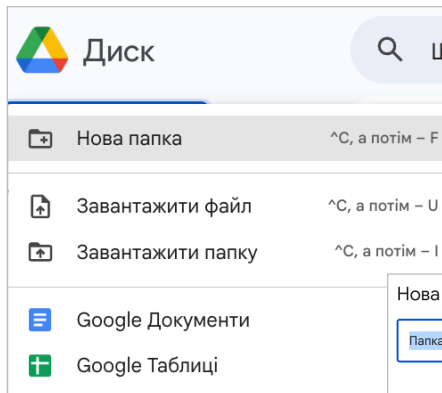 Диск
Нова папка ^C, а потім – F
Завантажити файл ^C, а потім – U
Завантажити папку ^C, а потім – I
Нова
Папка
Google Документи
Google Таблиці